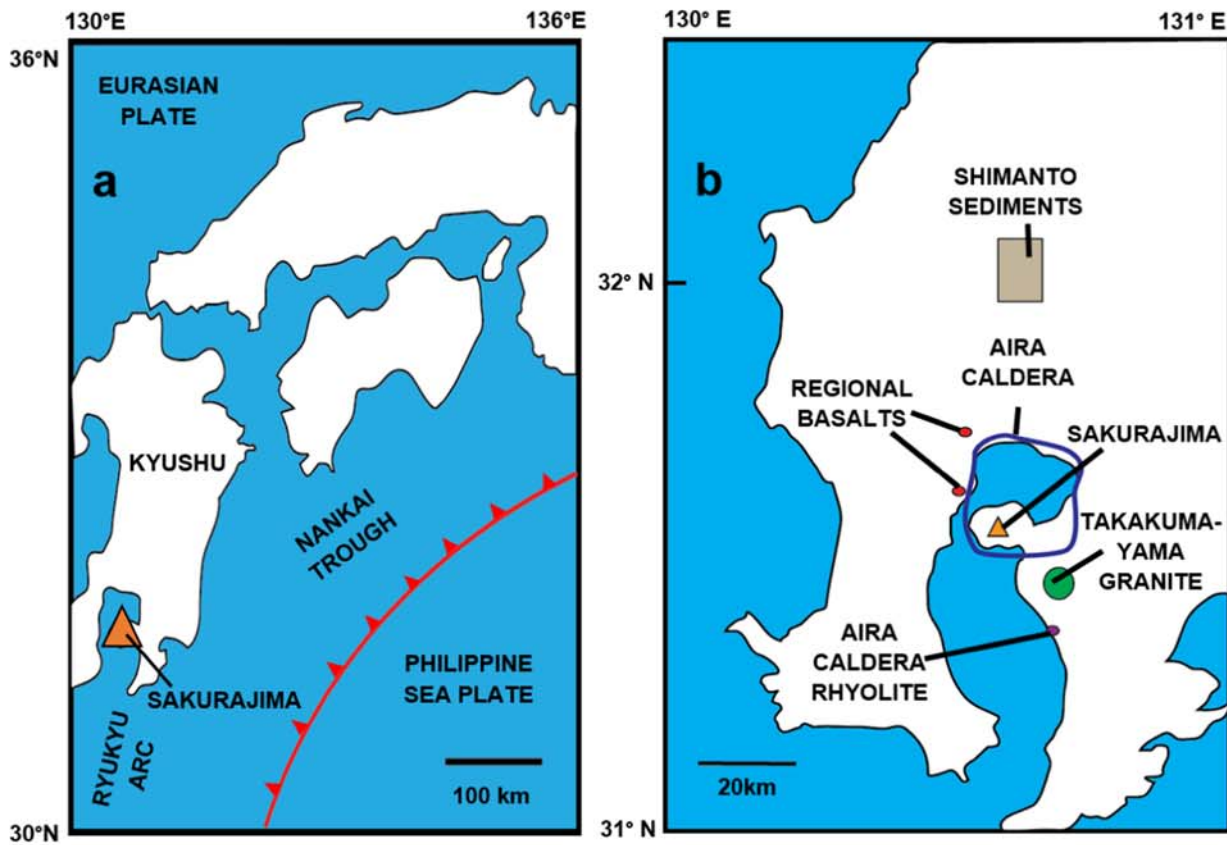 130°E
136°E
36°N
EURASIAN
PLATE
a
KYUSHU
NANKAI
TROUGH
PHILIPPINE
SEA PLATE
SAKURAJIMA
RYUKYU
ARC
100 km
30°N
130° E
131° E
b
SHIMANTO
SEDIMENTS
32° N
AIRA
CALDERA
REGIONAL
BASALTS
SAKURAJIMA
TAKAKUMA-
YAMA
GRANITE
AIRA
CALDERA
RHYOLITE
20km
31° N